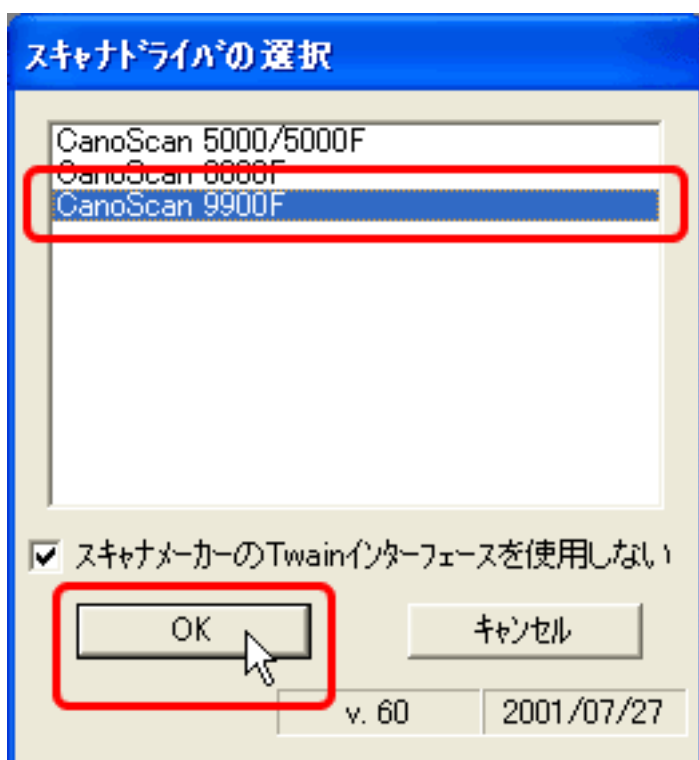 スキャナドライバの選択
CanoScan 5000/5000F
CanoScan 8000F
CanoScan 9900F
スキャナメーカーのTwainインターフェースを使用しない
OK
キャンセル
v. 60
2001/07/27